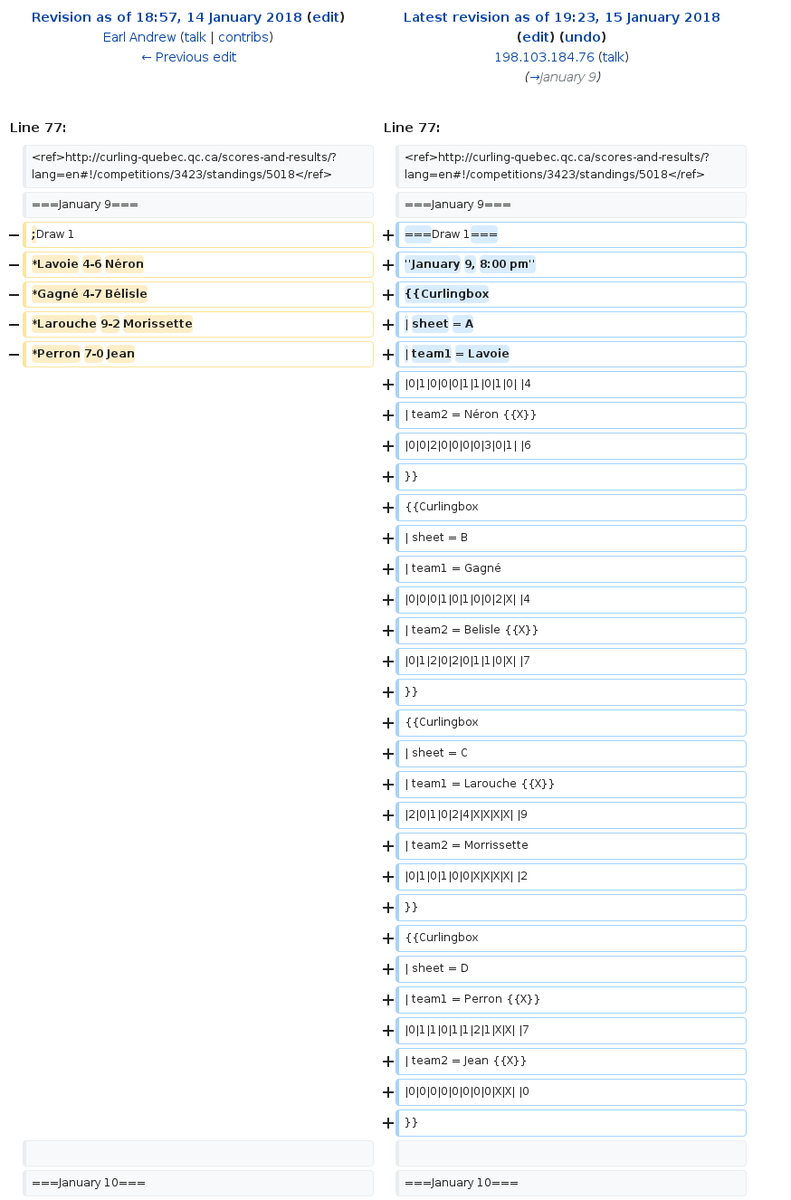 Revision as of 18:57, 14 January 2018 (edit)
Earl Andrew (talk | contribs)
← Previous edit
Line 77:
<ref>http://curling-quebec.qc.ca/scores-and-results/?
lang=en#!/competitions/3423/standings/5018</ref>
===January 9===
− ;Draw 1
− *Lavoie 4-6 Néron
− *Gagné 4-7 Bélisle
− *Larouche 9-2 Morissette
− *Perron 7-0 Jean
===January 10===
Latest revision as of 19:23, 15 January 2018
(edit) (undo)
198.103.184.76 (talk)
(→January 9)
Line 77:
<ref>http://curling-quebec.qc.ca/scores-and-results/?
lang=en#!/competitions/3423/standings/5018</ref>
===January 9===
+ ===Draw 1===
+ ''January 9, 8:00 pm''
+ {{Curlingbox
+ | sheet = A
+ | team1 = Lavoie
+ |0|1|0|0|0|1|1|0|1|0| |4
+ | team2 = Néron {{X}}
+ |0|0|2|0|0|0|0|3|0|1| |6
+ }}
+ {{Curlingbox
+ | sheet = B
+ | team1 = Gagné
+ |0|0|0|1|0|1|0|0|2|X| |4
+ | team2 = Belisle {{X}}
+ |0|1|2|0|2|0|1|1|0|X| |7
+ }}
+ {{Curlingbox
+ | sheet = C
+ | team1 = Larouche {{X}}
+ |2|0|1|0|2|4|X|X|X|X| |9
+ | team2 = Morrissette
+ |0|1|0|1|0|0|X|X|X|X| |2
+ }}
+ {{Curlingbox
+ | sheet = D
+ | team1 = Perron {{X}}
+ |0|1|1|0|1|1|2|1|X|X| |7
+ | team2 = Jean {{X}}
+ |0|0|0|0|0|0|0|0|X|X| |0
+ }}
===January 10===